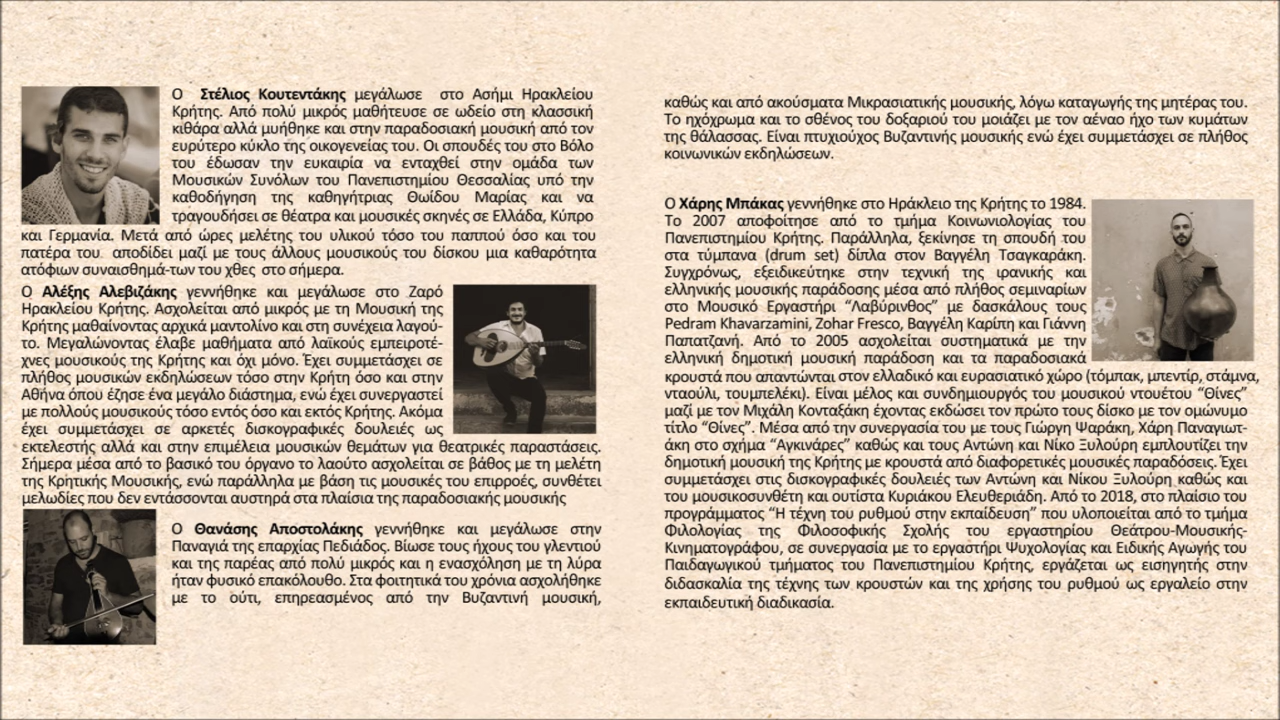 Ο Στέλιος Κουτεντάκης μεγάλωσε στο Ασήμι Ηρακλείου
Κρήτης. Από πολύ μικρός μαθήτευσε σε ωδείο στη κλασσική
κιθάρα αλλά μυήθηκε και στην παραδοσιακή μουσική από τον
ευρύτερο κύκλο της οικογενείας του. Οι σπουδές του στο Βόλο
του έδωσαν την ευκαιρία να ενταχθεί στην ομάδα των
Μουσικών Συνόλων του Πανεπιστημίου Θεσσαλίας υπό την
καθοδήγηση της καθηγήτριας Θωίδου Μαρίας και να
τραγουδήσει σε θέατρα και μουσικές σκηνές σε Ελλάδα, Κύπρο
και Γερμανία. Μετά από ώρες μελέτης του υλικού τόσο του παππού όσο και του
πατέρα του αποδίδει μαζί με τους άλλους μουσικούς του δίσκου μια καθαρότητα
ατόφιων συναισθημά-των του χθες στο σήμερα.
Ο Αλέξης Αλεβιζάκης γεννήθηκε και μεγάλωσε στο Ζαρό
Ηρακλείου Κρήτης. Ασχολείται από μικρός με τη Μουσική της
Κρήτης μαθαίνοντας αρχικά μαντολίνο και στη συνέχεια λαγού-
το. Μεγαλώνοντας έλαβε μαθήματα από λαϊκούς εμπειροτέ-
χνες μουσικούς της Κρήτης και όχι μόνο. Έχει συμμετάσχει σε
πλήθος μουσικών εκδηλώσεων τόσο στην Κρήτη όσο και στην
Αθήνα όπου έζησε ένα μεγάλο διάστημα, ενώ έχει συνεργαστεί
με πολλούς μουσικούς τόσο εντός όσο και εκτός Κρήτης. Ακόμα
έχει συμμετάσχει σε αρκετές δισκογραφικές δουλειές ως
εκτελεστής αλλά και στην επιμέλεια μουσικών θεμάτων για θεατρικές παραστάσεις.
Σήμερα μέσα από το βασικό του όργανο το λαούτο ασχολείται σε βάθος με τη μελέτη
της Κρητικής Μουσικής, ενώ παράλληλα με βάση τις μουσικές του επιρροές, συνθέτει
μελωδίες που δεν εντάσσονται αυστηρά στα πλαίσια της παραδοσιακής μουσικής
Ο Θανάσης Αποστολάκης γεννήθηκε και μεγάλωσε στην
Παναγιά της επαρχίας Πεδιάδος. Βίωσε τους ήχους του γλεντιού
και της παρέας από πολύ μικρός και η ενασχόληση με τη λύρα
ήταν φυσικό επακόλουθο. Στα φοιτητικά του χρόνια ασχολήθηκε
με το ούτι, επηρεασμένος από την Βυζαντινή μουσική,
καθώς και από ακούσματα Μικρασιατικής μουσικής, λόγω καταγωγής της μητέρας του.
Το ηχόχρωμα και το σθένος του δοξαριού του μοιάζει με τον αέναο ήχο των κυμάτων
της θάλασσας. Είναι πτυχιούχος Βυζαντινής μουσικής ενώ έχει συμμετάσχει σε πλήθος
κοινωνικών εκδηλώσεων.
Ο Χάρης Μπάκας γεννήθηκε στο Ηράκλειο της Κρήτης το 1984.
Το 2007 αποφοίτησε από το τμήμα Κοινωνιολογίας του
Πανεπιστημίου Κρήτης. Παράλληλα, ξεκίνησε τη σπουδή του
στα τύμπανα (drum set) δίπλα στον Βαγγέλη Τσαγκαράκη.
Συγχρόνως, εξειδικεύτηκε στην τεχνική της ιρανικής και
ελληνικής μουσικής παράδοσης μέσα από πλήθος σεμιναρίων
στο Μουσικό Εργαστήρι “Λαβύρινθος” με δασκάλους τους
Pedram Khavarzamini, Zohar Fresco, Βαγγέλη Καρίπη και Γιάννη
Παπατζανή. Από το 2005 ασχολείται συστηματικά με την
ελληνική δημοτική μουσική παράδοση και τα παραδοσιακά
κρουστά που απαντώνται στον ελλαδικό και ευρασιατικό χώρο (τόμπακ, μπεντίρ, στάμνα,
νταούλι, τουμπελέκι). Είναι μέλος και συνδημιουργός του μουσικού ντουέτου “Θίνες”
μαζί με τον Μιχάλη Κονταξάκη έχοντας εκδώσει τον πρώτο τους δίσκο με τον ομώνυμο
τίτλο “Θίνες”. Μέσα από την συνεργασία του με τους Γιώργη Ψαράκη, Χάρη Παναγιωτ-
άκη στο σχήμα “Αγκινάρες” καθώς και τους Αντώνη και Νίκο Ξυλούρη εμπλουτίζει την
δημοτική μουσική της Κρήτης με κρουστά από διαφορετικές μουσικές παραδόσεις. Έχει
συμμετάσχει στις δισκογραφικές δουλειές των Αντώνη και Νίκου Ξυλούρη καθώς και
του μουσικοσυνθέτη και ουτίστα Κυριάκου Ελευθεριάδη. Από το 2018, στο πλαίσιο του
προγράμματος “Η τέχνη του ρυθμού στην εκπαίδευση” που υλοποιείται από το τμήμα
Φιλολογίας της Φιλοσοφικής Σχολής του εργαστηρίου Θεάτρου-Μουσικής-
Κινηματογράφου, σε συνεργασία με το εργαστήρι Ψυχολογίας και Ειδικής Αγωγής του
Παιδαγωγικού τμήματος του Πανεπιστημίου Κρήτης, εργάζεται ως εισηγητής στην
διδασκαλία της τέχνης των κρουστών και της χρήσης του ρυθμού ως εργαλείο στην
εκπαιδευτική διαδικασία.